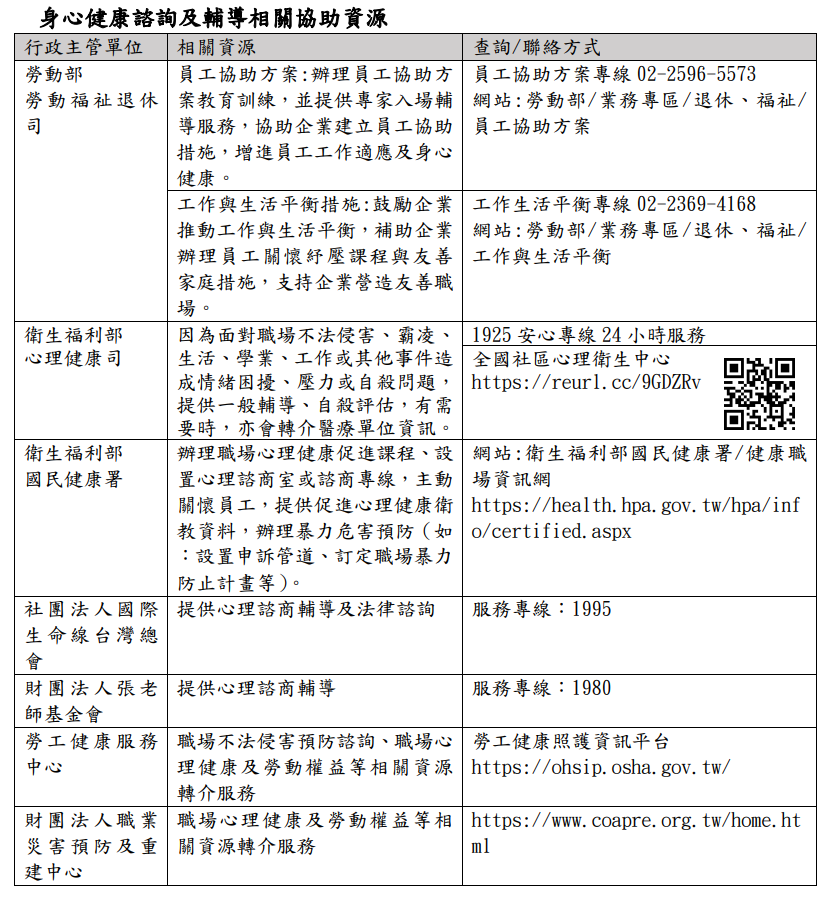 身心健康諮詢及輔導相關協助資源
行政主管單位
相關資源
查詢/聯絡方式
勞動部
勞動福祉退休
司
員工協助方案:辦理員工協助方
案教育訓練，並提供專家入場輔
導服務，協助企業建立員工協助
措施，增進員工工作適應及身心
健康。
員工協助方案專線 02-2596-5573
網站:勞動部/業務專區/退休、福祉/
員工協助方案
工作與生活平衡措施:鼓勵企業
推動工作與生活平衡，補助企業
辦理員工關懷紓壓課程與友善
家庭措施，支持企業營造友善職
場。
工作生活平衡專線 02-2369-4168
網站:勞動部/業務專區/退休、福祉/
工作與生活平衡
衛生福利部
心理健康司
因為面對職場不法侵害、霸凌、
生活、學業、工作或其他事件造
成情緒困擾、壓力或自殺問題，
提供一般輔導、自殺評估，有需
要時，亦會轉介醫療單位資訊。
1925 安心專線 24 小時服務
全國社區心理衛生中心
https://reurl.cc/9GDZRv
衛生福利部
國民健康署
辦理職場心理健康促進課程、設
置心理諮商室或諮商專線，主動
關懷員工，提供促進心理健康衛
教資料，辦理暴力危害預防（如
：設置申訴管道、訂定職場暴力
防止計畫等）。
網站:衛生福利部國民健康署/健康職
場資訊網
https://health.hpa.gov.tw/hpa/inf
o/certified.aspx
社團法人國際
生命線台灣總
會
提供心理諮商輔導及法律諮詢
服務專線：1995
財團法人張老
師基金會
提供心理諮商輔導
服務專線：1980
勞工健康服務
中心
職場不法侵害預防諮詢、職場心
理健康及勞動權益等相關資源
轉介服務
勞工健康照護資訊平台
https://ohsip.osha.gov.tw/
財團法人職業
災害預防及重
建中心
職場心理健康及勞動權益等相
關資源轉介服務
https://www.coapre.org.tw/home.ht
ml